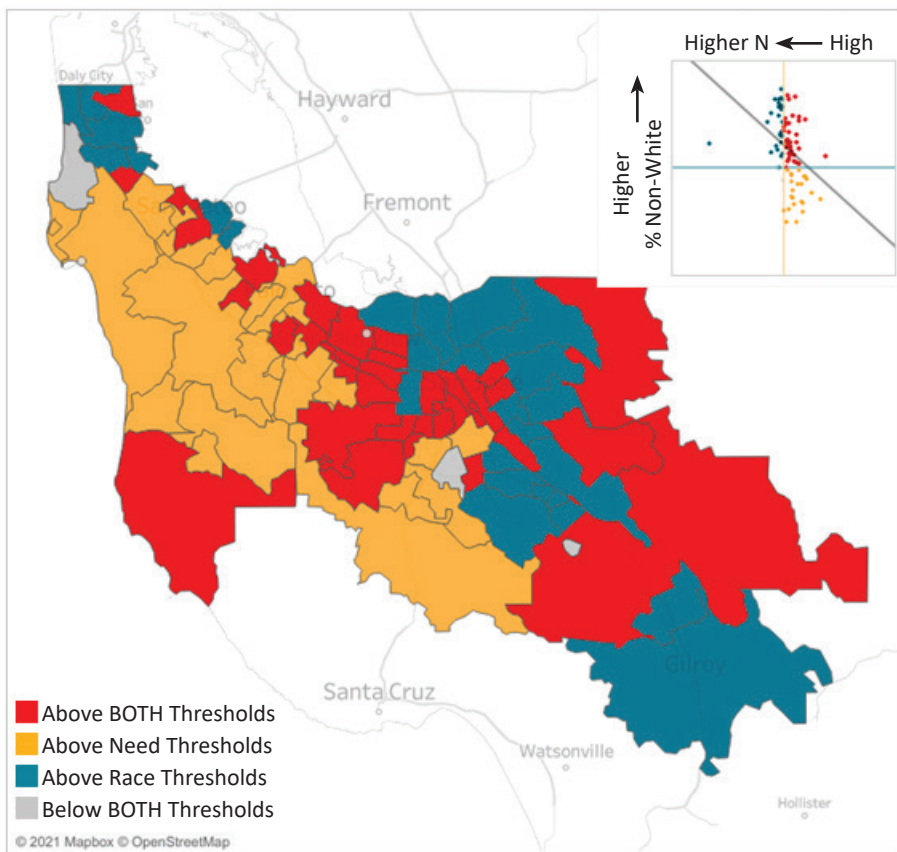 Higher N ← High
Higher → % Non-White
Daly City
Hayward
Fremont
Gilroy
Santa Cruz
Watsonville
Hollister
Above BOTH Thresholds
Above Need Thresholds
Above Race Thresholds
Below BOTH Thresholds
© 2021 Mapbox © OpenStreetMap